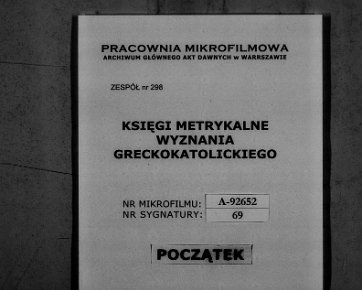 PRACOWNIA MIKROFILMOWA
ARCHIWUM GŁÓWNEGO AKT DAWNYCH w WARSZAWIE
ZESPÓŁ nr 298
KSIĘGI METRYKALNE
WYZNANIA
GRECKOKATOLICKIEGO
NR MIKROFILMU: A-92652
NR SYGNATURY: 69
POCZĄTEK